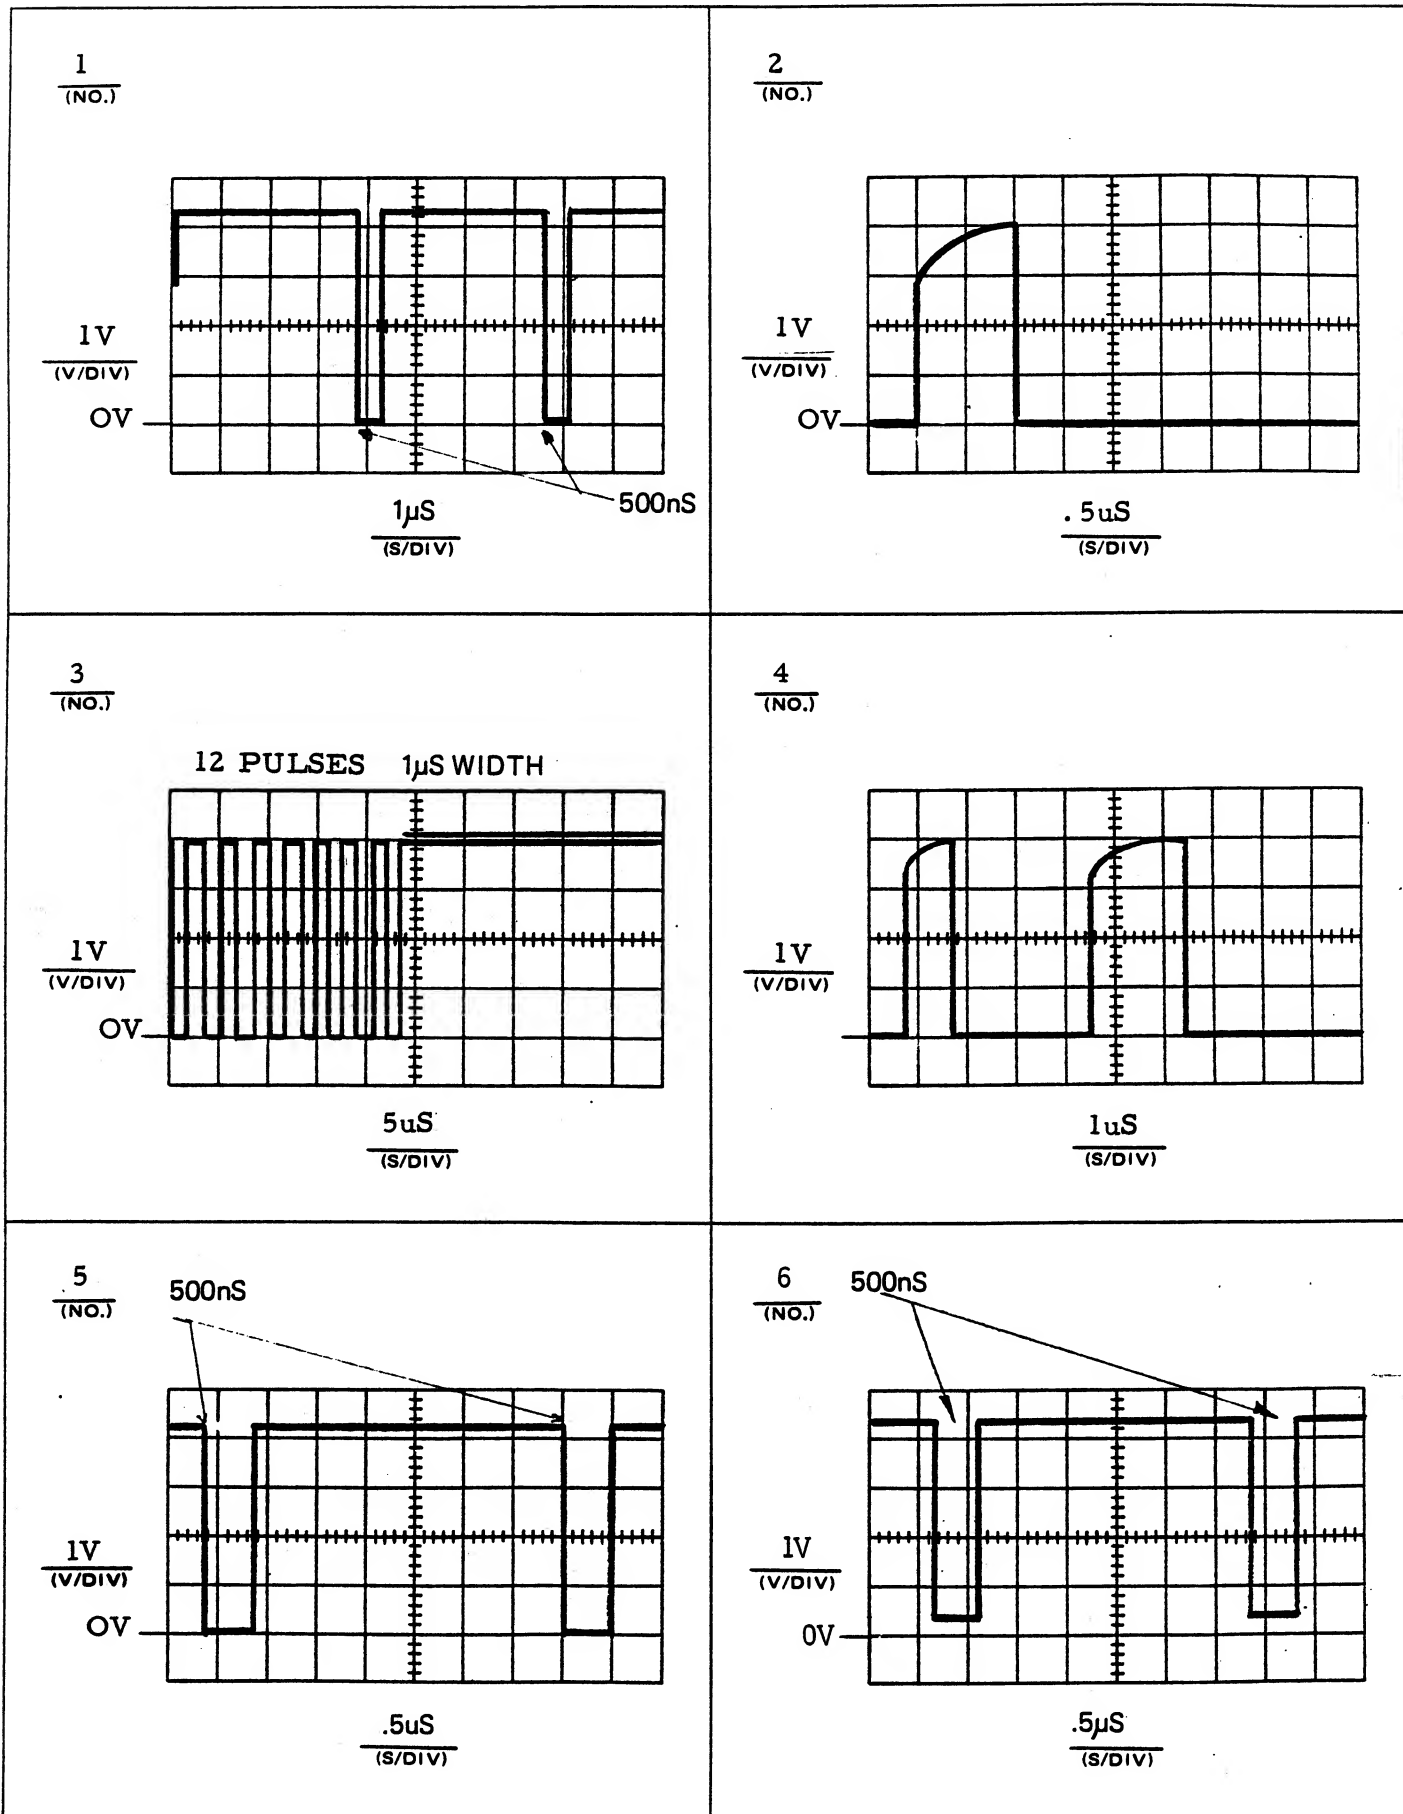 1
(NO.)
1V
(V/DIV)
OV
500nS
1µS
(S/DIV)
2
(NO.)
1V
(V/DIV)
OV
.5uS
(S/DIV)
3
(NO.)
12 PULSES 1µS WIDTH
1V
(V/DIV)
OV
5uS
(S/DIV)
4
(NO.)
1V
(V/DIV)
1uS
(S/DIV)
5
(NO.)
500nS
1V
(V/DIV)
OV
.5uS
(S/DIV)
6
(NO.)
500nS
1V
(V/DIV)
0V
.5µS
(S/DIV)